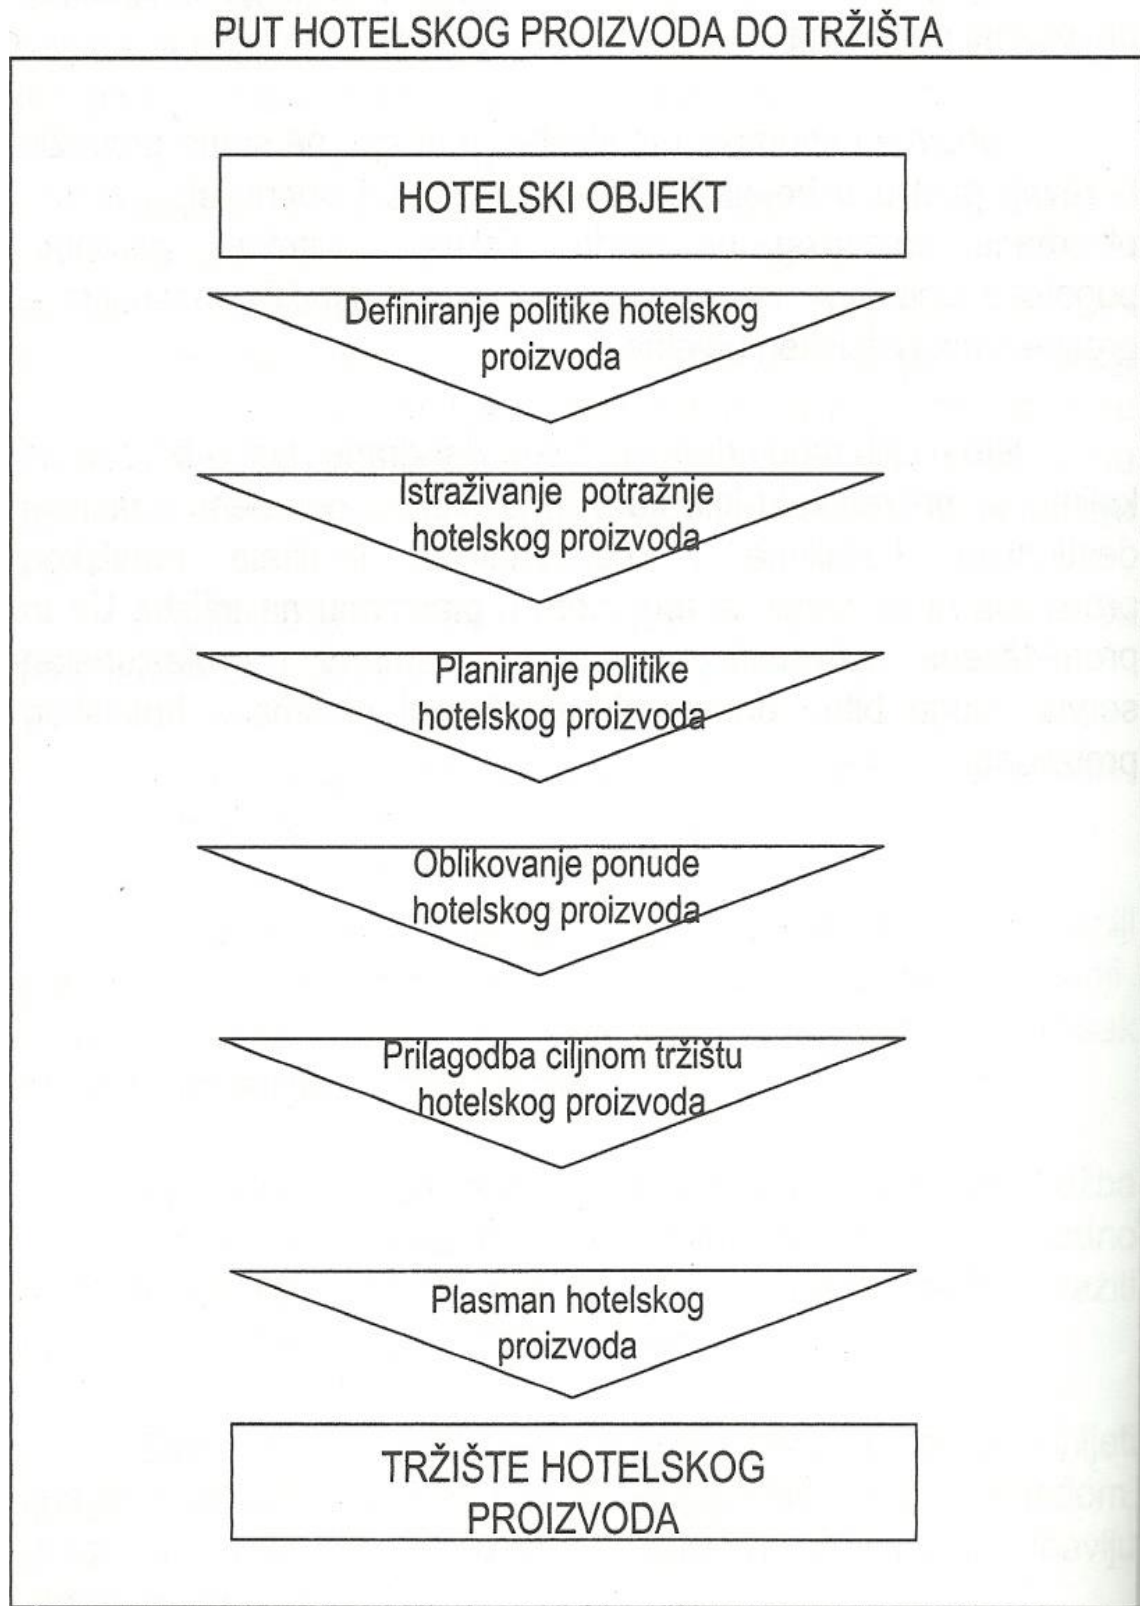 PUT HOTELSKOG PROIZVODA DO TRŽIŠTA
HOTELSKI OBJEKT
Definiranje politike hotelskog
proizvoda
Istraživanje potražnje
hotelskog proizvoda
Planiranje politike
hotelskog proizvoda
Oblikovanje ponude
hotelskog proizvoda
Prilagodba ciljnom tržištu
hotelskog proizvoda
Plasman hotelskog
proizvoda
TRŽIŠTE HOTELSKOG
PROIZVODA